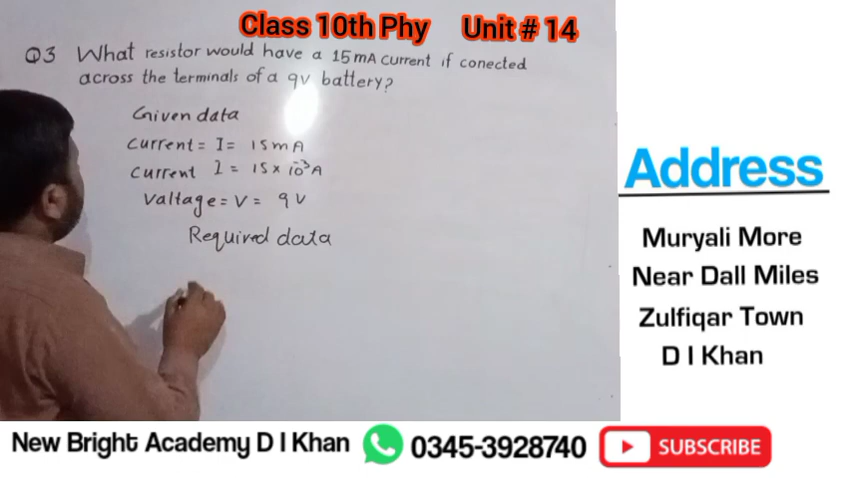 Class 10th Phy Unit # 14
Q3 What resistor would have a 15mA current if conected
across the terminals of a 9v battery?
Given data
Current = I = 15mA
Current I = 15 × 10⁻³A
Valtage = V = 9V
Required data
Address
Muryali More
Near Dall Miles
Zulfiqar Town
D I Khan
New Bright Academy D I Khan 0345-3928740 SUBSCRIBE